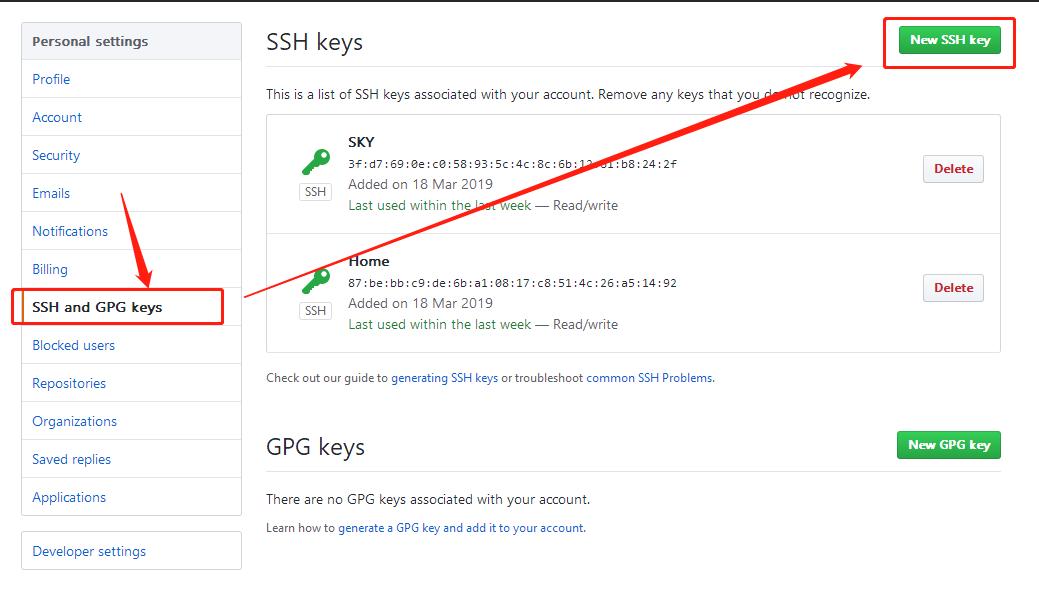 Personal settings
Profile
Account
Security
Emails
Notifications
Billing
SSH and GPG keys
Blocked users
Repositories
Organizations
Saved replies
Applications
Developer settings
SSH keys
New SSH key
This is a list of SSH keys associated with your account. Remove any keys that you do not recognize.
SKY
3f:d7:69:0e:c0:58:93:5c:4c:8c:6b:12:61:b8:24:2f
SSH
Added on 18 Mar 2019
Last used within the last week — Read/write
Delete
Home
87:be:bb:c9:de:6b:a1:08:17:c8:51:4c:26:a5:14:92
SSH
Added on 18 Mar 2019
Last used within the last week — Read/write
Delete
Check out our guide to generating SSH keys or troubleshoot common SSH Problems.
GPG keys
New GPG key
There are no GPG keys associated with your account.
Learn how to generate a GPG key and add it to your account.